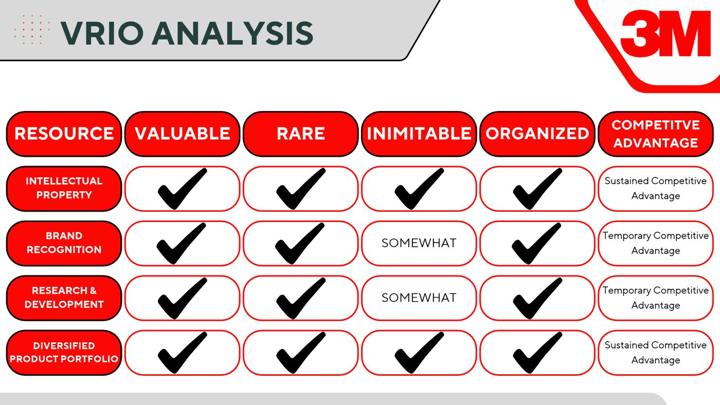 VRIO ANALYSIS
3M
RESOURCE VALUABLE RARE INIMITABLE ORGANIZED COMPETITVE
ADVANTAGE
INTELLECTUAL
PROPERTY
Sustained Competitive
Advantage
BRAND
RECOGNITION
SOMEWHAT
Temporary Competitive
Advantage
RESEARCH &
DEVELOPMENT
SOMEWHAT
Temporary Competitive
Advantage
DIVERSIFIED
PRODUCT PORTFOLIO
Sustained Competitive
Advantage